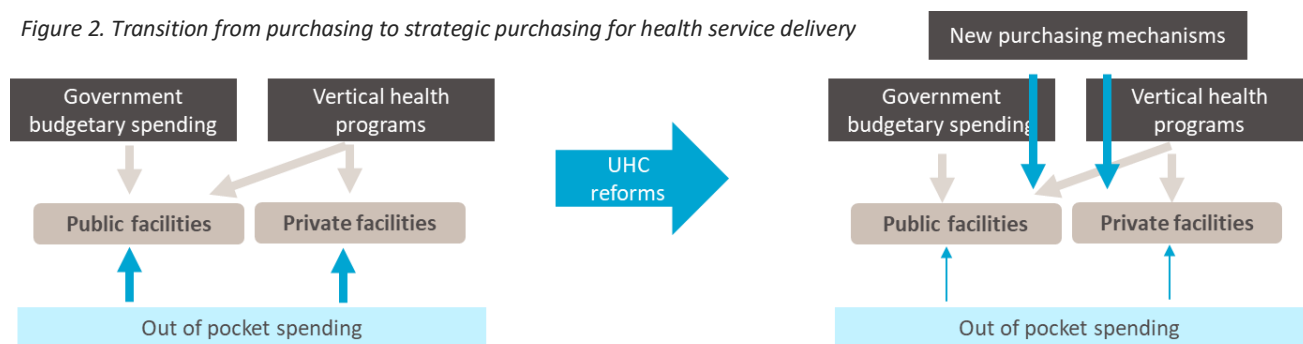 Figure 2. Transition from purchasing to strategic purchasing for health service delivery
New purchasing mechanisms
Government
budgetary spending
Vertical health
programs
Public facilities
Private facilities
Out of pocket spending
UHC
reforms
Government
budgetary spending
Vertical health
programs
Public facilities
Private facilities
Out of pocket spending